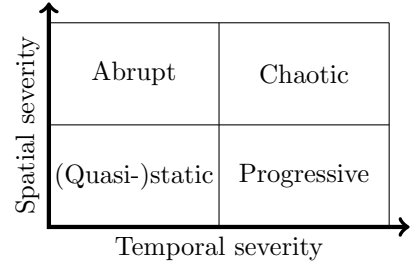 Spatial severity
Abrupt
Chaotic
(Quasi-)static
Progressive
Temporal severity